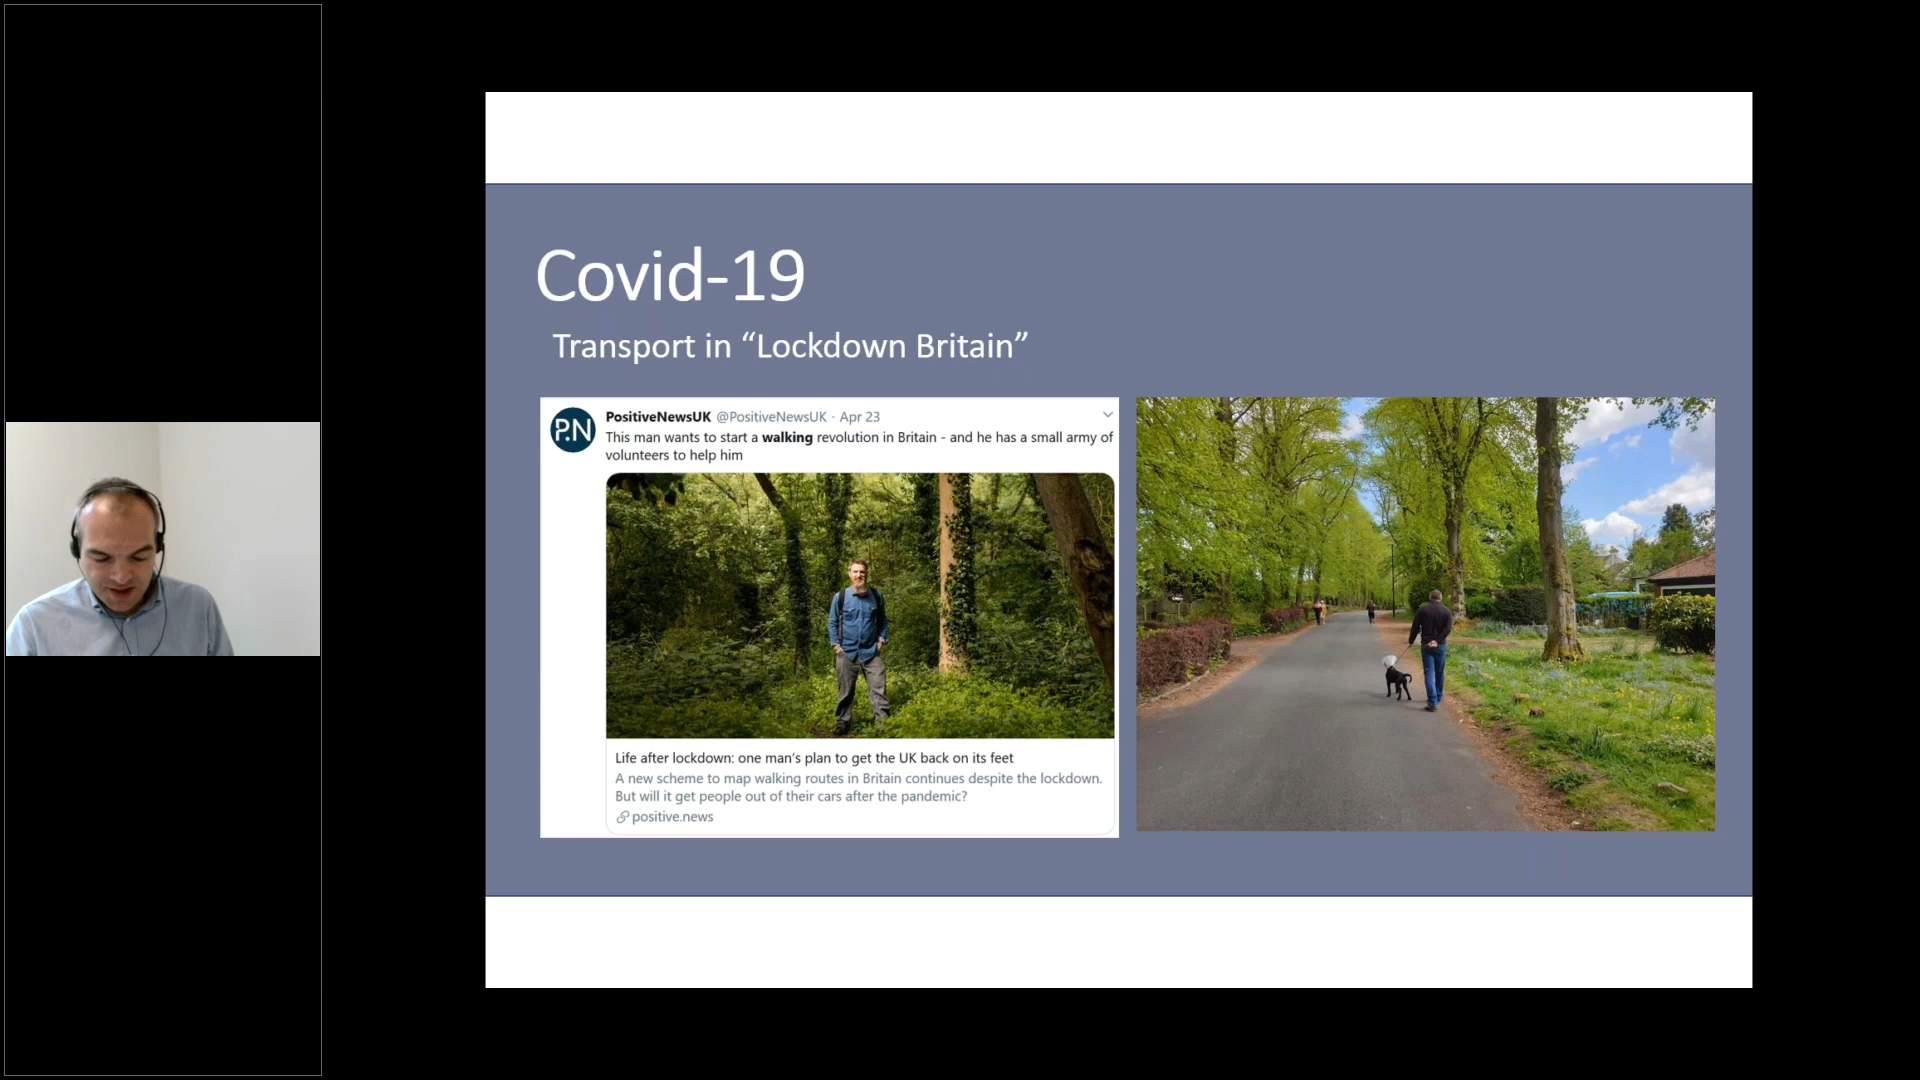 Covid-19
Transport in “Lockdown Britain”
P.N
PositiveNewsUK @PositiveNewsUK · Apr 23
This man wants to start a walking revolution in Britain - and he has a small army of
volunteers to help him
Life after lockdown: one man's plan to get the UK back on its feet
A new scheme to map walking routes in Britain continues despite the lockdown.
But will it get people out of their cars after the pandemic?
positive.news